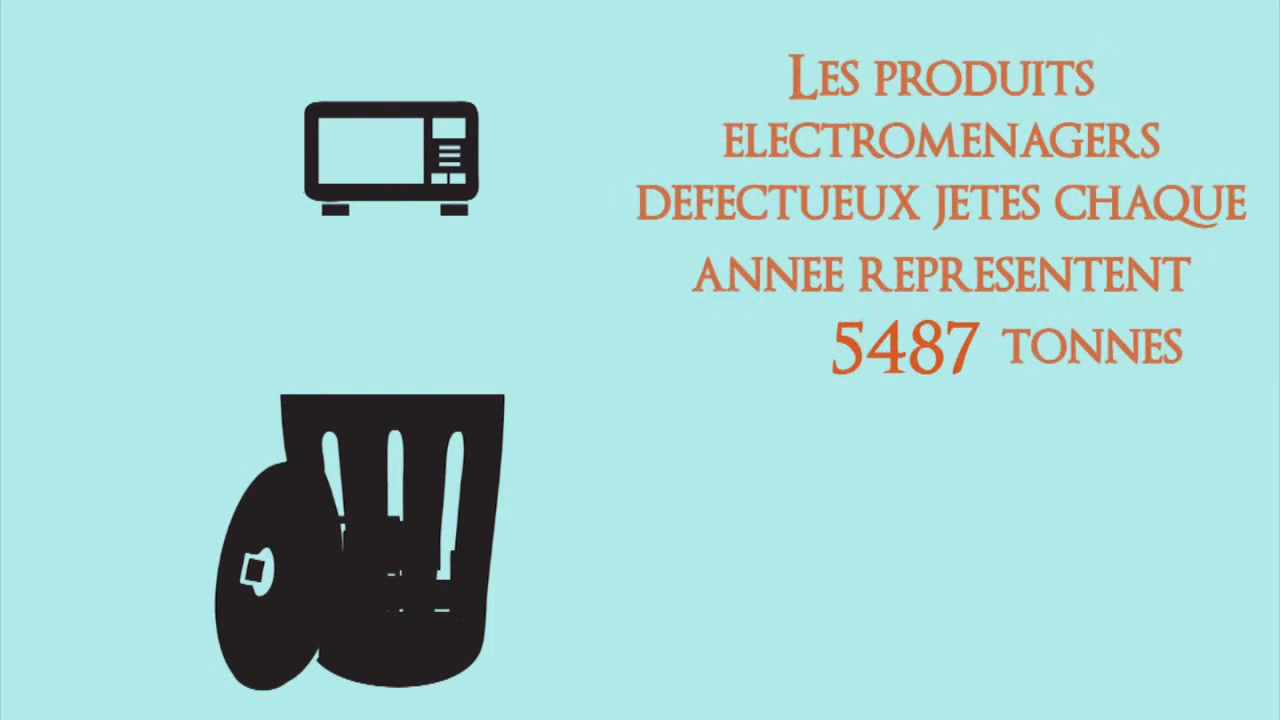 Les produits
electromenagers
defectueux jetes chaque
annee representent
5487 tonnes